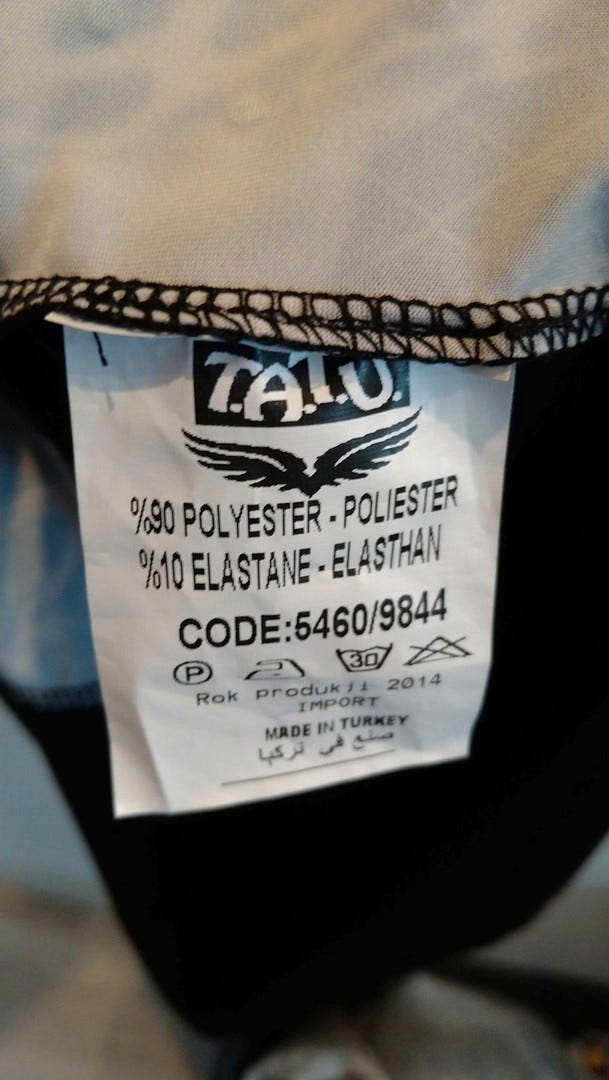 T.A.T.U.
%90 POLYESTER - POLIESTER
%10 ELASTANE - ELASTHAN
CODE:5460/9844
P 30
Rok produkji 2014
IMPORT
MADE IN TURKEY
صنع في تركيا